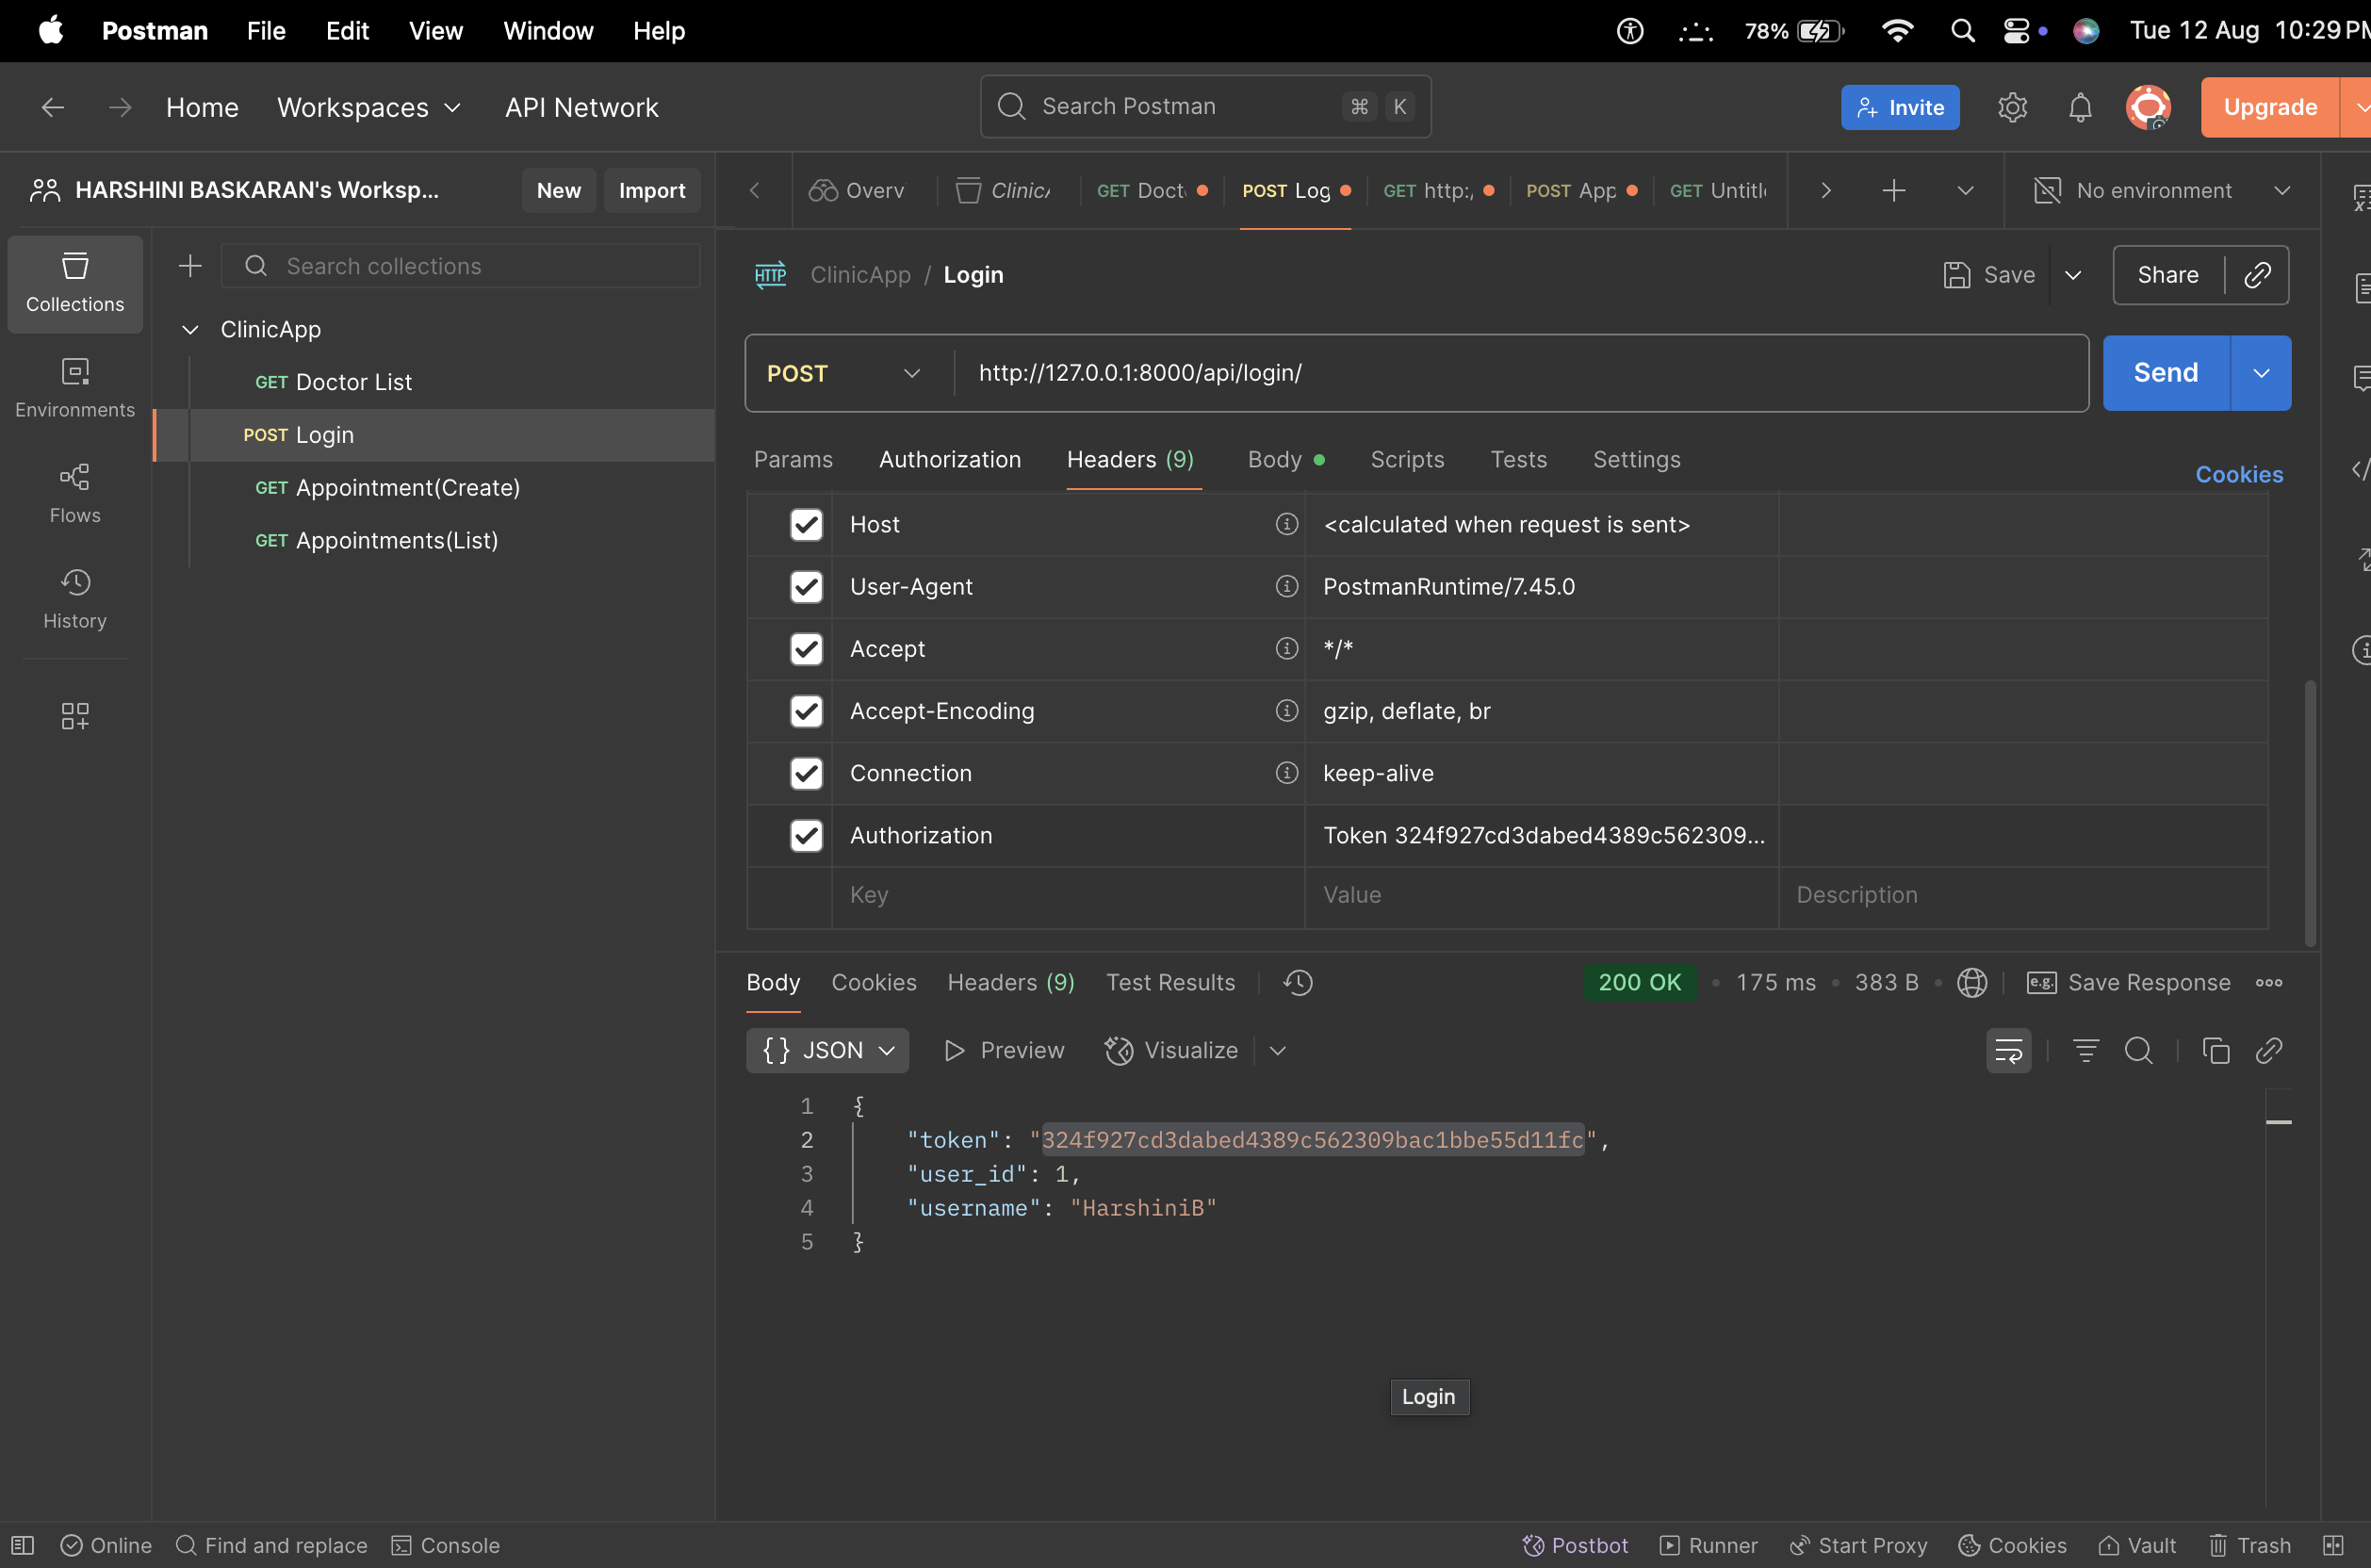 Postman File Edit View Window Help
78%
Tue 12 Aug 10:29 PM
Home Workspaces API Network
Search Postman ⌘ K
Invite
Upgrade
HARSHINI BASKARAN's Worksp...
New Import
Overv
Clinic
GET Doct
POST Log
GET http:/
POST App
GET Untitl
No environment
Collections
Environments
Flows
History
Search collections
ClinicApp
GET Doctor List
POST Login
GET Appointment(Create)
GET Appointments(List)
HTTP ClinicApp / Login
Save Share
POST http://127.0.0.1:8000/api/login/ Send
Params Authorization Headers (9) Body Scripts Tests Settings Cookies
Host <calculated when request is sent>
User-Agent PostmanRuntime/7.45.0
Accept */*
Accept-Encoding gzip, deflate, br
Connection keep-alive
Authorization Token 324f927cd3dabed4389c562309...
Key Value Description
Body Cookies Headers (9) Test Results
200 OK • 175 ms • 383 B • e.g. Save Response
{} JSON Preview Visualize
1 {
2 "token": "324f927cd3dabed4389c562309bac1bbe55d11fc",
3 "user_id": 1,
4 "username": "HarshiniB"
5 }
Login
Online Find and replace Console
Postbot Runner Start Proxy Cookies Vault Trash